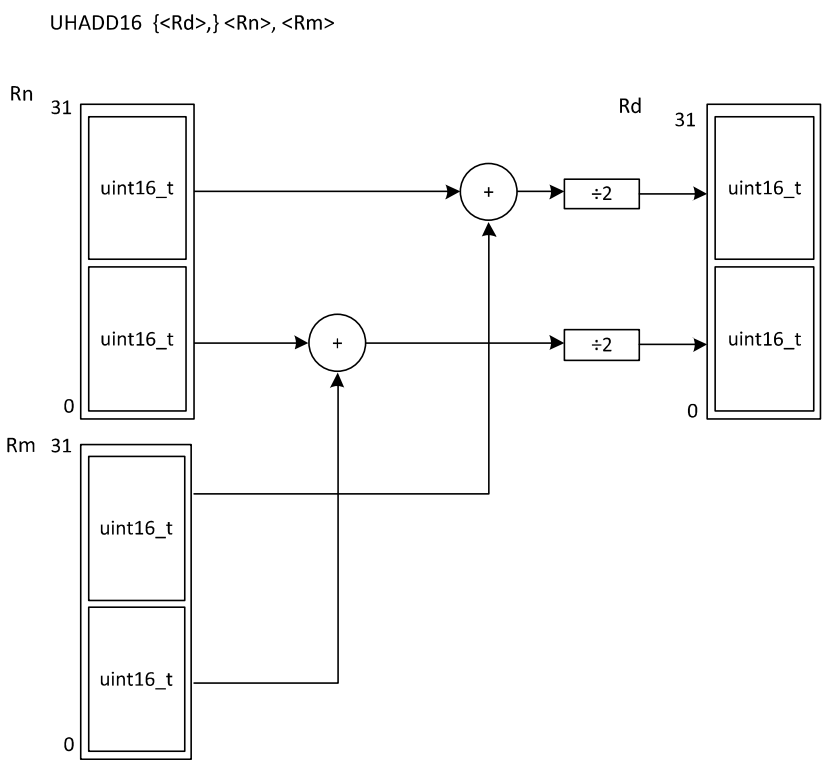 UHADD16 {<Rd>,} <Rn>, <Rm>
Rn
31
Rd
31
uint16_t
+
÷2
uint16_t
uint16_t
+
÷2
uint16_t
0
0
Rm
31
uint16_t
uint16_t
0